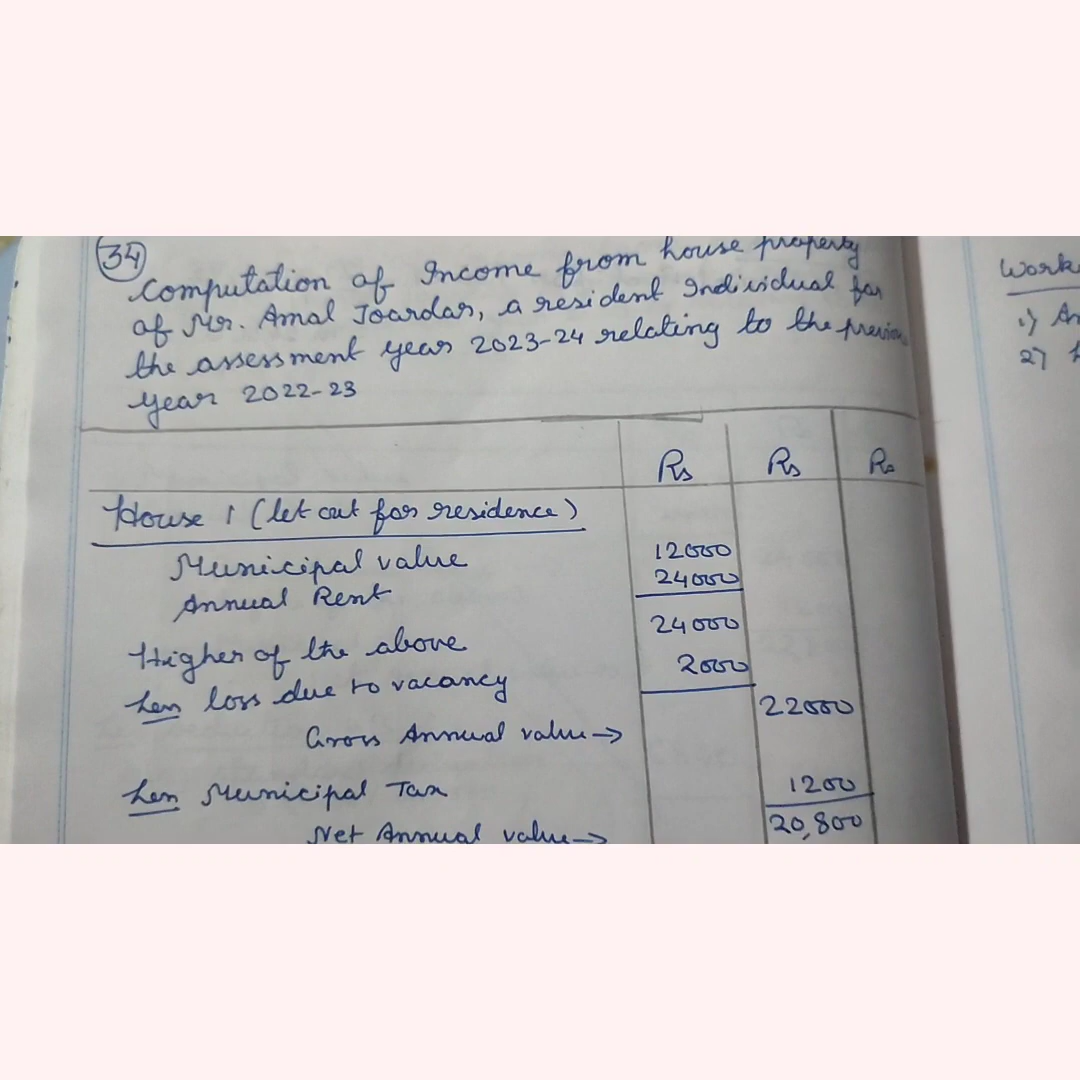 34
Computation of Income from house property
of Mr. Amal Joardar, a resident Individual for
the assessment year 2023-24 relating to the previous
year 2022-23
Rs Rs Rs
House 1 (let out for residence)
Municipal value 12000
Annual Rent 24000
Higher of the above 24000
Less loss due to vacancy 2000
Gross Annual value → 22000
Less Municipal Tax 1200
Net Annual value → 20,800
Work
1)
2)